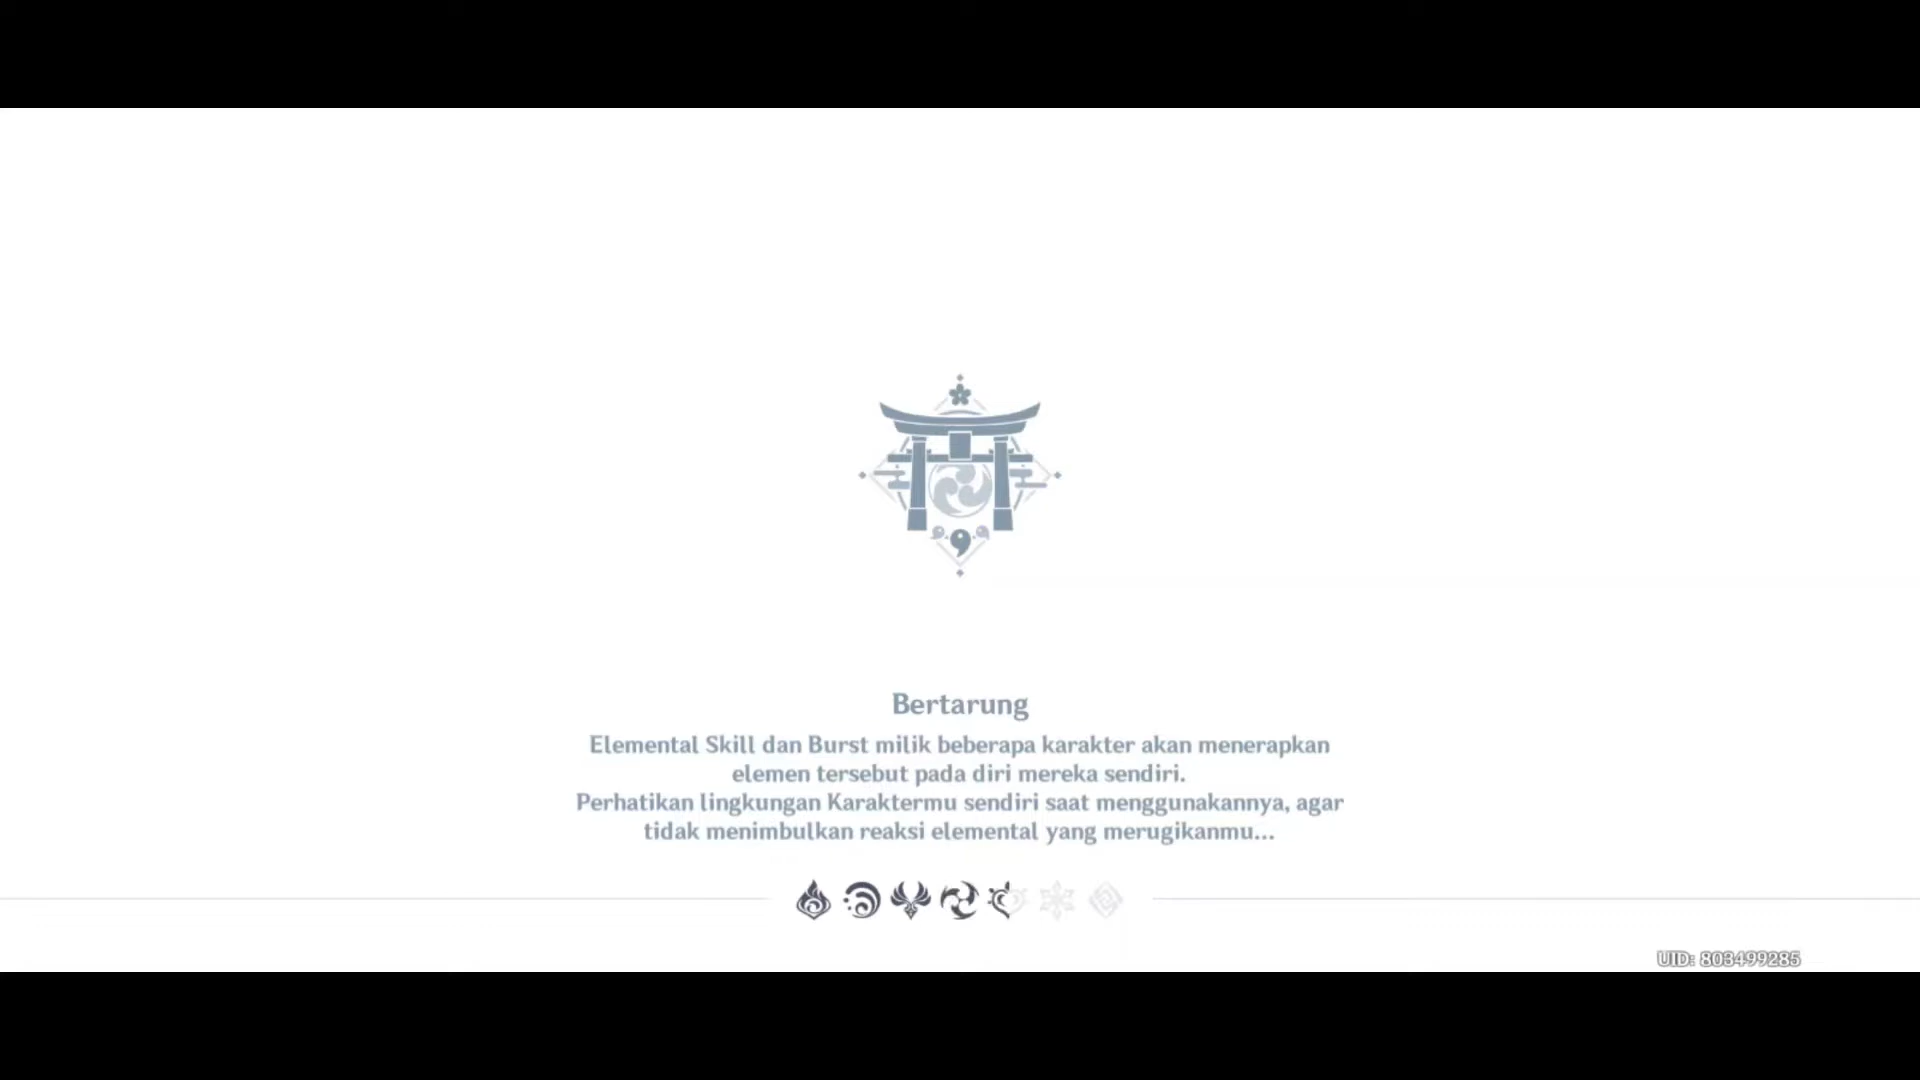 Bertarung
Elemental Skill dan Burst milik beberapa karakter akan menerapkan
elemen tersebut pada diri mereka sendiri.
Perhatikan lingkungan Karaktermu sendiri saat menggunakannya, agar
tidak menimbulkan reaksi elemental yang merugikanmu...
UID: 803499285